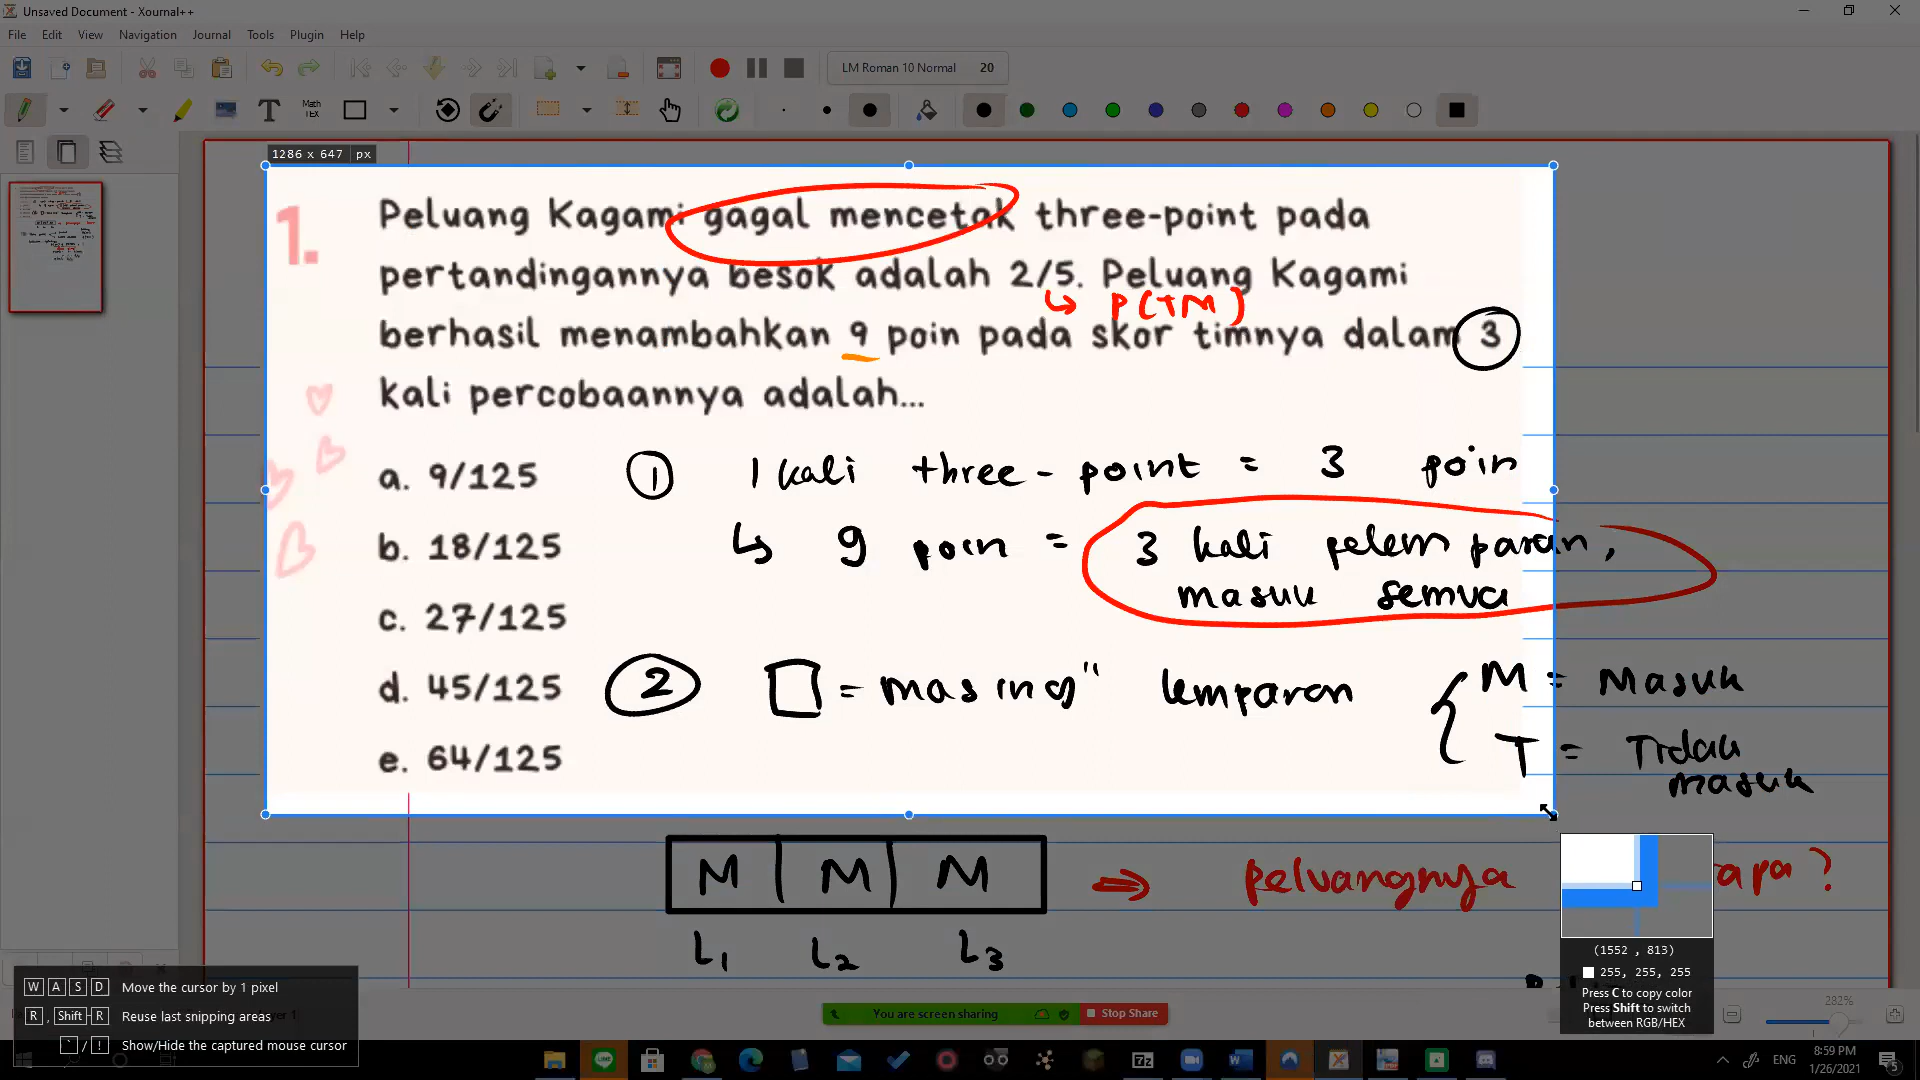 Unsaved Document - Xournal++
File Edit View Navigation Journal Tools Plugin Help
LM Roman 10 Normal 20
Math TEX
1286 x 647 px
1. Peluang Kagami gagal mencetak three-point pada
pertandingannya besok adalah 2/5. Peluang Kagami
↳ P(TM)
berhasil menambahkan 9 poin pada skor timnya dalam 3
kali percobaannya adalah...
a. 9/125
b. 18/125
c. 27/125
d. 45/125
e. 64/125
① 1 kali three-point = 3 poin
↳ 9 poin = 3 kali pelemparan,
masuk semua
② □ = masing" lemparan { M = Masuk
T = Tidak
masuk
M | M | M ⇒ peluangnya apa?
L1 L2 L3
(1552 , 813)
255, 255, 255
Press C to copy color
Press Shift to switch
between RGB/HEX
W A S D Move the cursor by 1 pixel
R , Shift - R Reuse last snipping areas
` / ! Show/Hide the captured mouse cursor
You are screen sharing Stop Share
282%
ENG
8:59 PM
1/26/2021
5